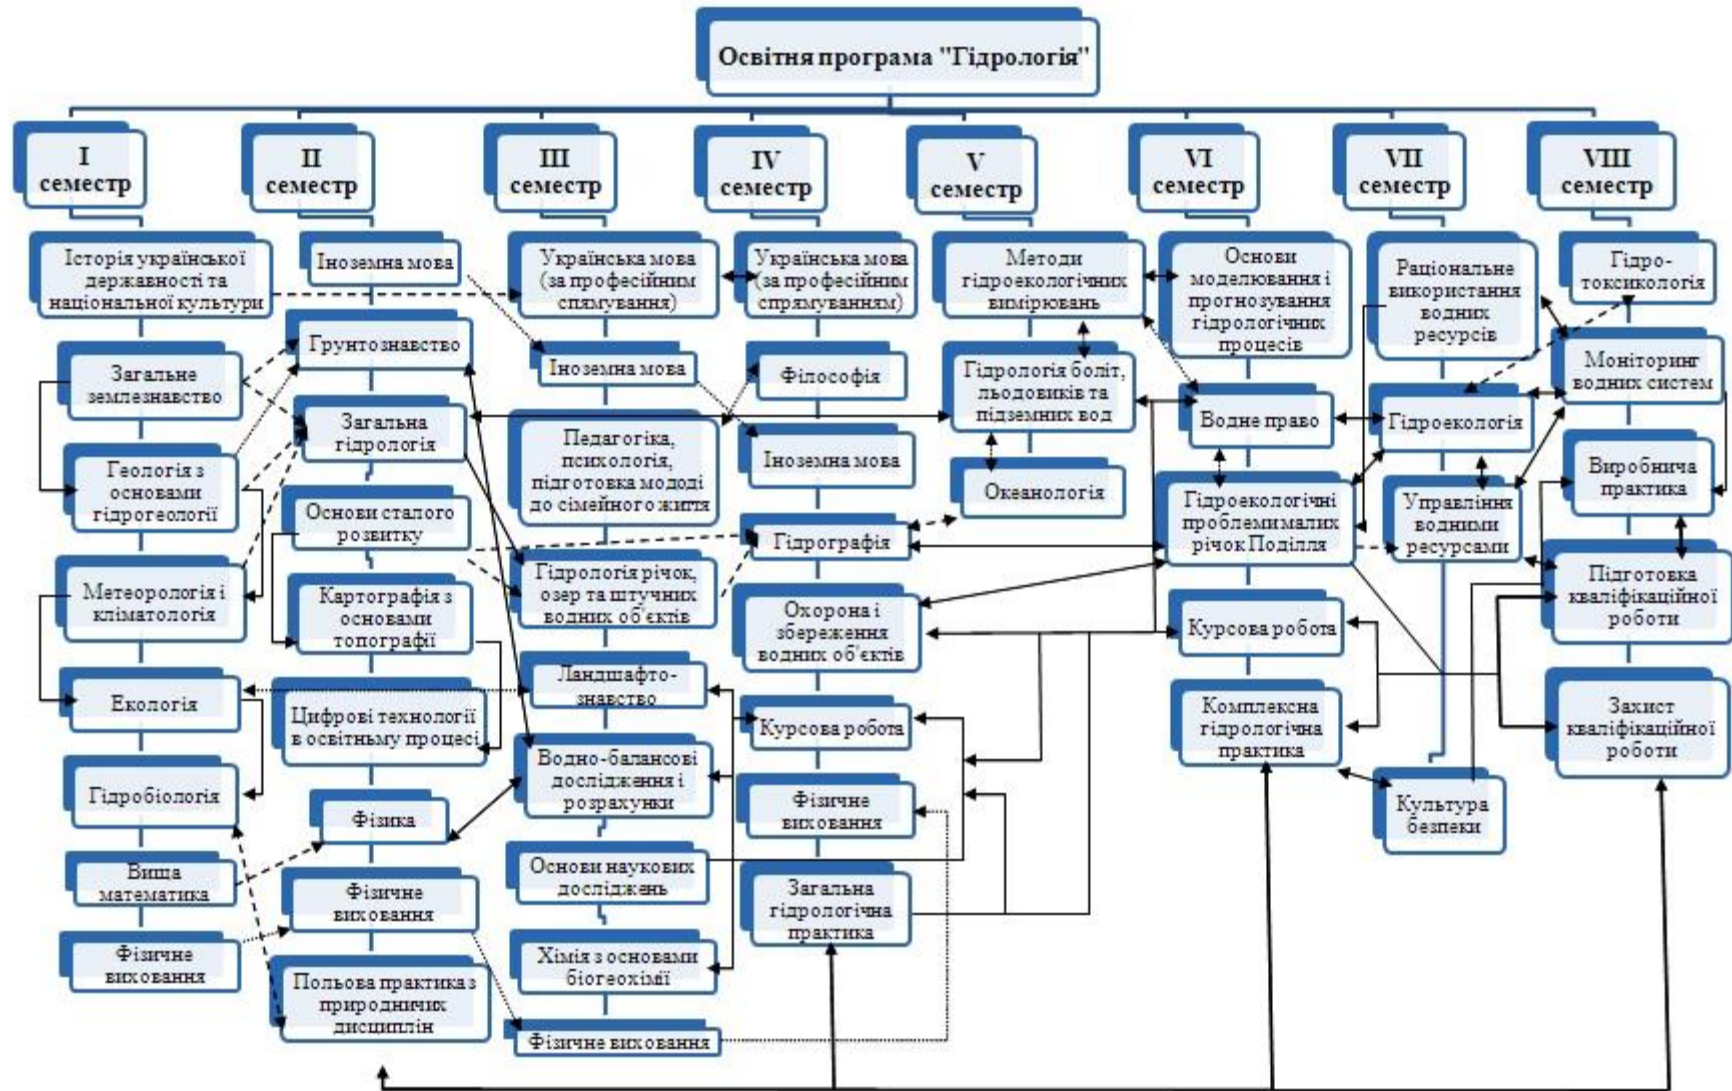 Освітня програма "Гідрологія"
I
семестр
II
семестр
III
семестр
IV
семестр
V
семестр
VI
семестр
VII
семестр
VIII
семестр
Історія української
державності та
національної культури
Загальне
землезнавство
Геологія з
основами
гідрогеології
Метеорологія і
кліматологія
Екологія
Гідробіологія
Вища
математика
Фізичне
виховання
Іноземна мова
Грунтознавство
Загальна
гідрологія
Основи сталого
розвитку
Картографія з
основами
топографії
Цифрові технології
в освітньому процесі
Фізика
Фізичне
виховання
Польова практика з
природничих
дисциплін
Українська мова
(за професійним
спямування)
Іноземна мова
Педагогіка,
психологія,
підготовка мододі
до сімейного життя
Гідрологія річок,
озер та штучних
водних об'єктів
Ландшафто-
знавство
Водно-балансові
дослідження і
розрахунки
Основи наукових
досліджень
Хімія з основами
біогеохімії
Фізичне виховання
Українська мова
(за професійним
спрямуванням)
Філософія
Іноземна мова
Гідрографія
Охорона і
збереження
водних об'єктів
Курсова робота
Фізичне
виховання
Загальна
гідрологічна
практика
Методи
гідроекологічних
вимірювань
Гідрологія боліт,
льодовиків та
підземних вод
Океанологія
Основи
моделювання і
прогнозування
гідрологічних
процесів
Водне право
Гідроекологічні
проблеми малих
річок Поділля
Курсова робота
Комплексна
гідрологічна
практика
Раціональне
використання
водних
ресурсів
Гідроекологія
Управління
водними
ресурсами
Культура
безпеки
Гідро-
токсикологія
Моніторинг
водних систем
Виробнича
практика
Підготовка
кваліфікаційної
роботи
Захист
кваліфікаційної
роботи